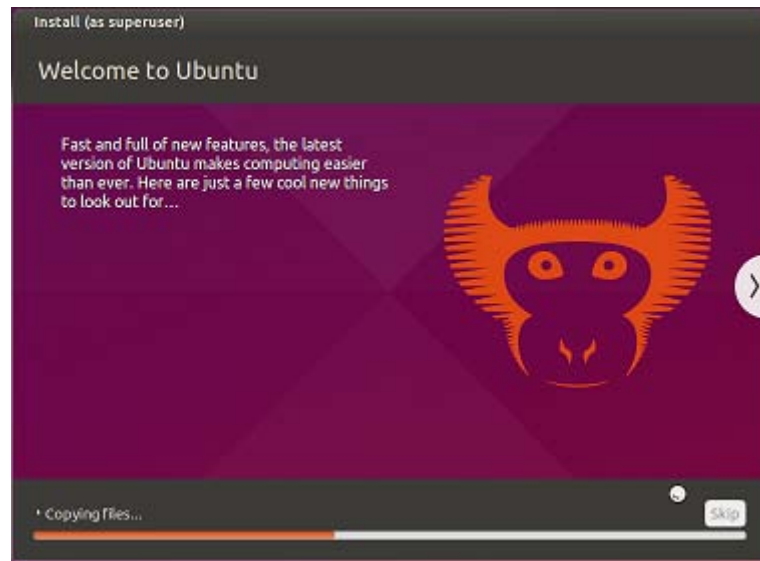 Install (as superuser)
Welcome to Ubuntu
Fast and full of new features, the latest
version of Ubuntu makes computing easier
than ever. Here are just a few cool new things
to look out for...
Copying files...
Skip